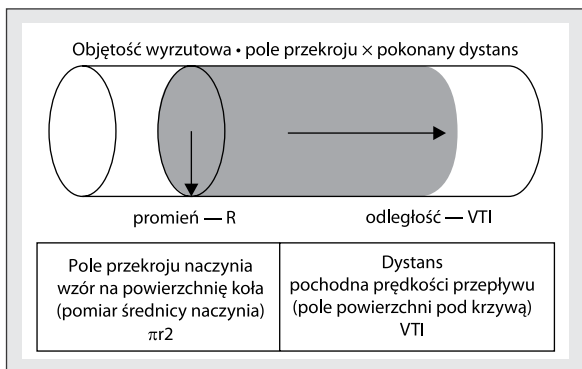 Objętość wyrzutowa • pole przekroju × pokonany dystans
promień — R
odległość — VTI
Pole przekroju naczynia
wzór na powierzchnię koła
(pomiar średnicy naczynia)
πr2
Dystans
pochodna prędkości przepływu
(pole powierzchni pod krzywą)
VTI